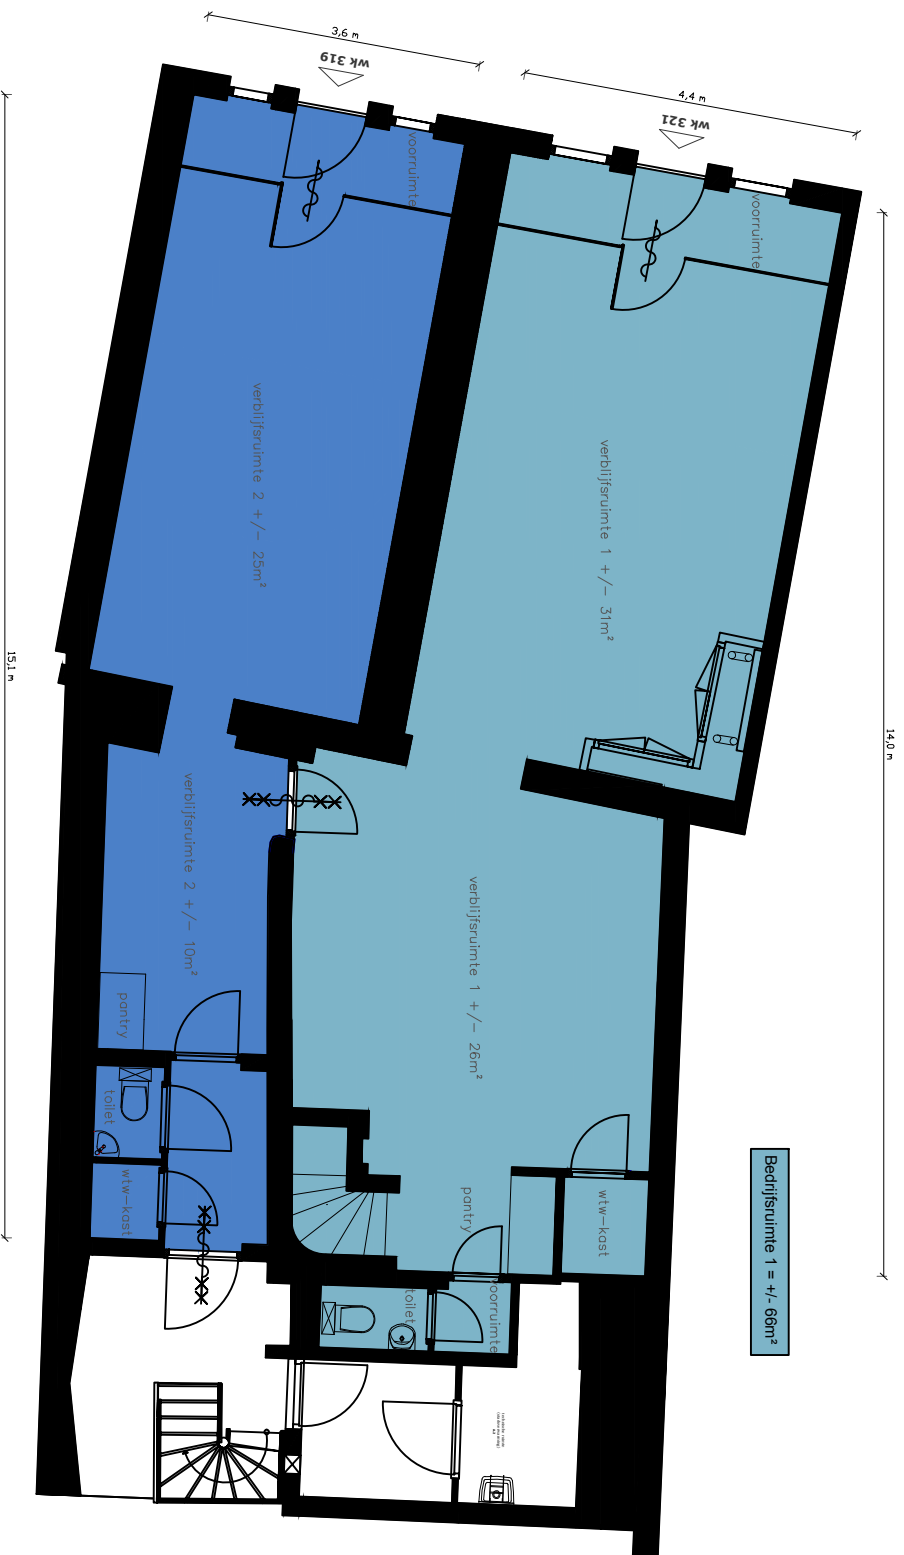 3,6 m
wk 319
4,4 m
wk 321
voorruimte
voorruimte
verblijfsruimte 2 +/- 25m²
verblijfsruimte 1 +/- 31m²
15,1 m
14,0 m
verblijfsruimte 2 +/- 10m²
verblijfsruimte 1 +/- 26m²
pantry
toilet
wtw-kast
pantry
wtw-kast
Bedrijfsruimte 1 = +/- 66m²
toilet
voorruimte